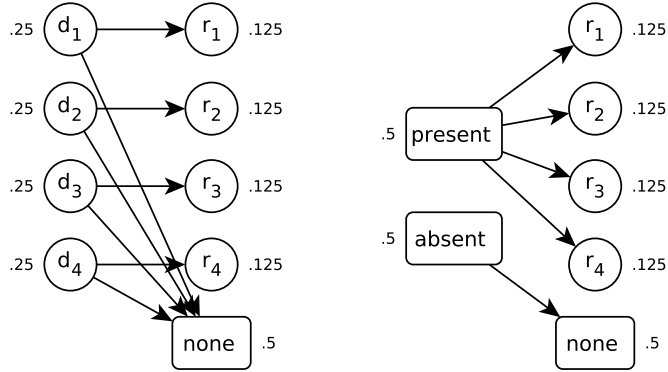 .25 d1 r1 .125
.25 d2 r2 .125
.25 d3 r3 .125
.25 d4 r4 .125
none .5
r1 .125
r2 .125
.5 present
r3 .125
.5 absent
r4 .125
none .5